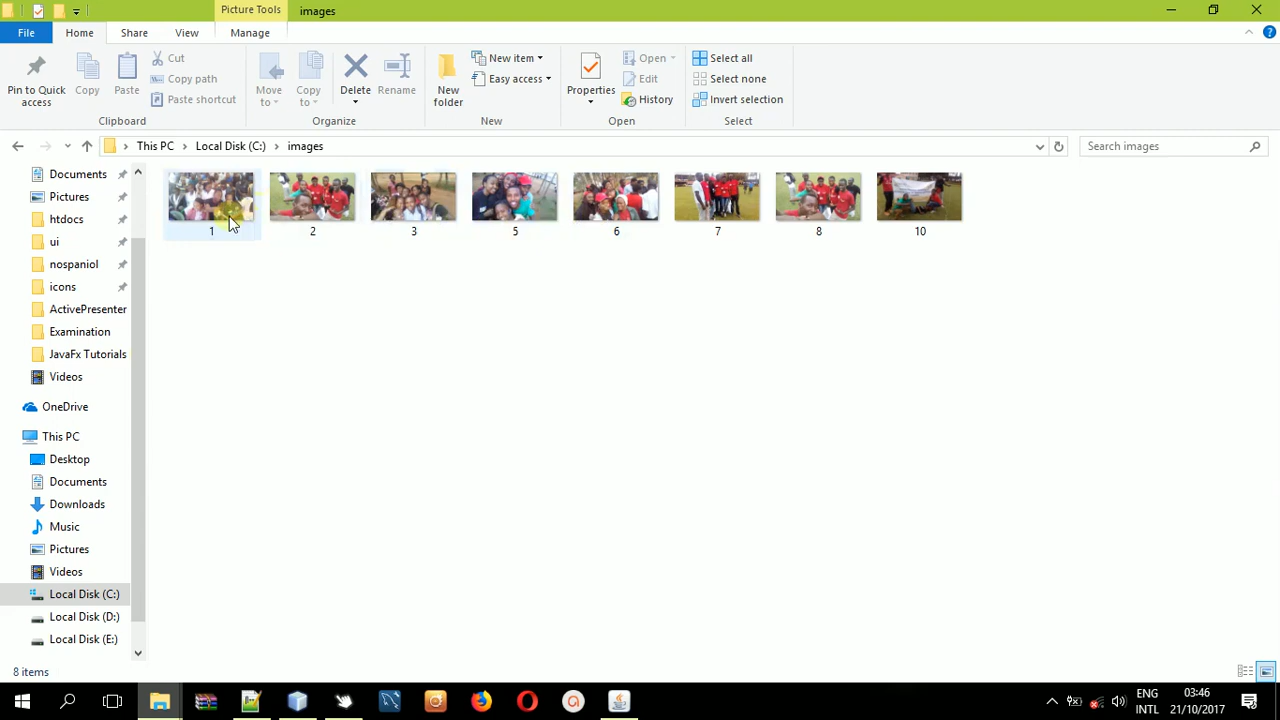 Picture Tools
images
File
Home
Share
View
Manage
Pin to Quick access
Copy
Paste
Cut
Copy path
Paste shortcut
Clipboard
Move to
Copy to
Delete
Rename
Organize
New folder
New item
Easy access
New
Properties
Open
Edit
History
Open
Select all
Select none
Invert selection
Select
This PC
Local Disk (C:)
images
Search images
Documents
Pictures
htdocs
ui
nospaniol
icons
ActivePresenter
Examination
JavaFx Tutorials
Videos
OneDrive
This PC
Desktop
Documents
Downloads
Music
Pictures
Videos
Local Disk (C:)
Local Disk (D:)
Local Disk (E:)
1
2
3
5
6
7
8
10
8 items
ENG
INTL
03:46
21/10/2017